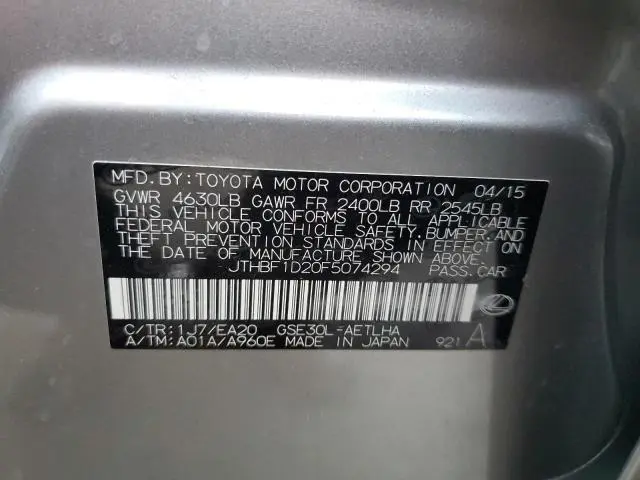 MFD. BY: TOYOTA MOTOR CORPORATION 04/15
GVWR 4630LB GAWR FR 2400LB RR 2545LB
THIS VEHICLE CONFORMS TO ALL APPLICABLE
FEDERAL MOTOR VEHICLE SAFETY, BUMPER, AND
THEFT PREVENTION STANDARDS IN EFFECT ON
THE DATE OF MANUFACTURE SHOWN ABOVE.
JTHBF1D20F5074294 PASS. CAR
C/TR: 1J7/EA20 GSE30L-AETLHA
A/TM: A01A/A960E MADE IN JAPAN 921 A